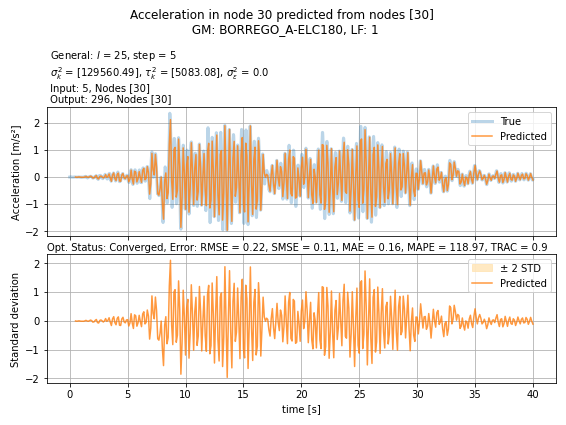 Acceleration in node 30 predicted from nodes [30]
GM: BORREGO_A-ELC180, LF: 1
General: l = 25, step = 5
σ²ₖ = [129560.49], τ²ₖ = [5083.08], σ²ₑ = 0.0
Input: 5, Nodes [30]
Output: 296, Nodes [30]
Acceleration [m/s²]
2
1
0
−1
−2
True
Predicted
Opt. Status: Converged, Error: RMSE = 0.22, SMSE = 0.11, MAE = 0.16, MAPE = 118.97, TRAC = 0.9
Standard deviation
2
1
0
−1
−2
± 2 STD
Predicted
0 5 10 15 20 25 30 35 40
time [s]